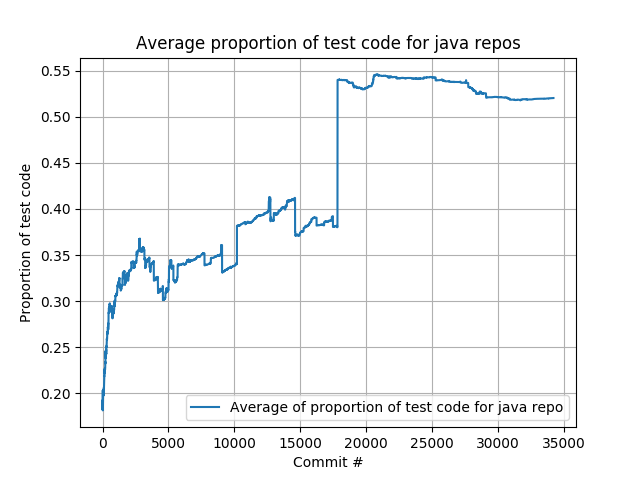 Average proportion of test code for java repos
0.55
0.50
0.45
0.40
0.35
0.30
0.25
0.20
Proportion of test code
Average of proportion of test code for java repo
0 5000 10000 15000 20000 25000 30000 35000
Commit #